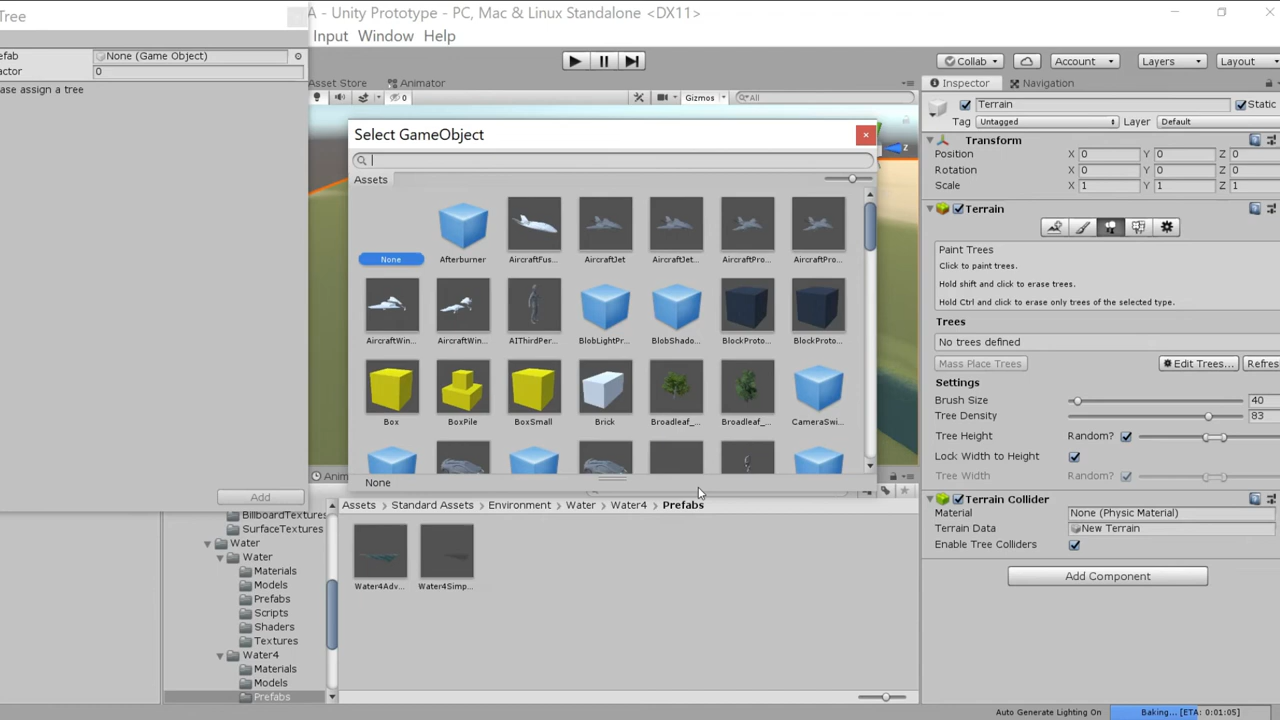 Tree
A - Unity Prototype - PC, Mac & Linux Standalone <DX11>
Input Window Help
efab None (Game Object)
actor 0
ase assign a tree
Add
Collab Account Layers Layout
sset Store Animator
0 Gizmos All
Z
Select GameObject
Assets
None Afterburner AircraftFus... AircraftJet AircraftJet... AircraftPro... AircraftPro...
AircraftWin... AircraftWin... AIThirdPer... BlobLightPr... BlobShado... BlockProto... BlockProto...
Box BoxPile BoxSmall Brick Broadleaf_... Broadleaf_... CameraSwi...
None
Anim
Assets Standard Assets Environment Water Water4 Prefabs
Water4Adv... Water4Simp...
BillboardTextures
SurfaceTextures
Water
Water
Materials
Models
Prefabs
Scripts
Shaders
Textures
Water4
Materials
Models
Prefabs
Inspector Navigation
Terrain Static
Tag Untagged Layer Default
Transform
Position X 0 Y 0 Z 0
Rotation X 0 Y 0 Z 0
Scale X 1 Y 1 Z 1
Terrain
Paint Trees
Click to paint trees.
Hold shift and click to erase trees.
Hold Ctrl and click to erase only trees of the selected type.
Trees
No trees defined
Mass Place Trees Edit Trees... Refres
Settings
Brush Size 40
Tree Density 83
Tree Height Random?
Lock Width to Height
Tree Width Random?
Terrain Collider
Material None (Physic Material)
Terrain Data New Terrain
Enable Tree Colliders
Add Component
Auto Generate Lighting On Baking... [ETA: 0:01:05]